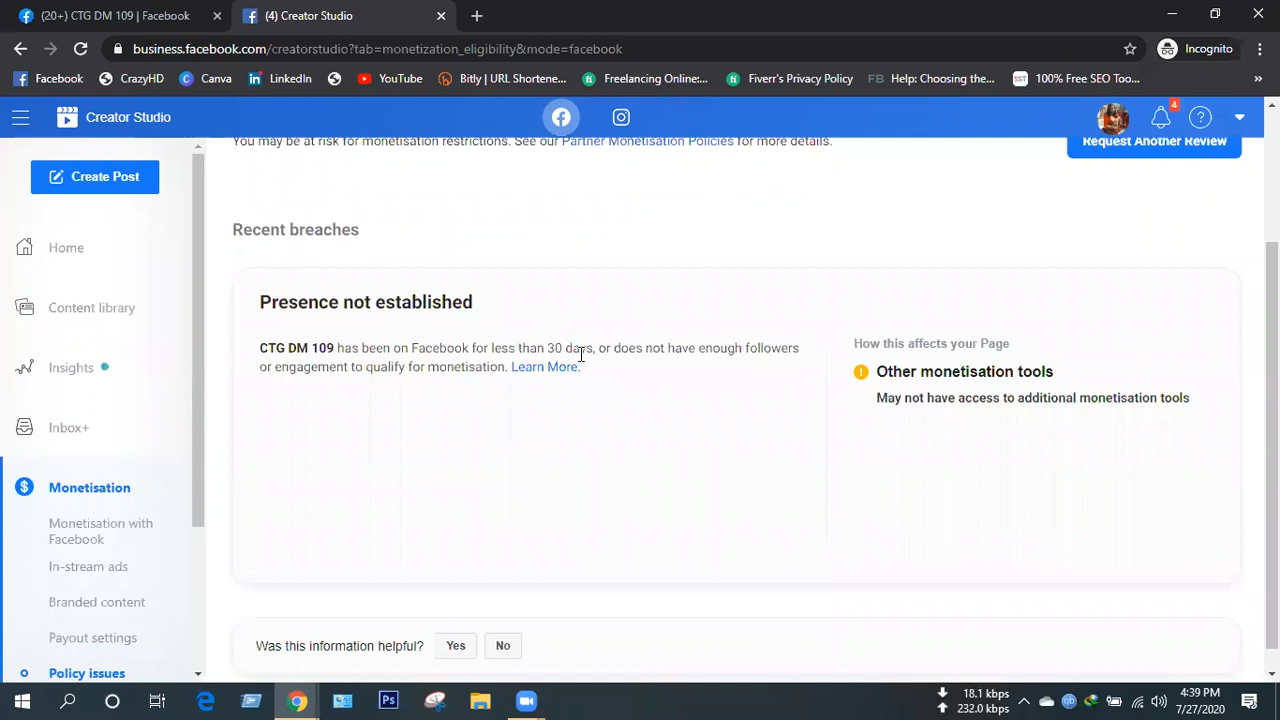 (20+) CTG DM 109 | Facebook
(4) Creator Studio
business.facebook.com/creatorstudio?tab=monetization_eligibility&mode=facebook
Incognito
Facebook
CrazyHD
Canva
LinkedIn
YouTube
Bitly | URL Shortene...
Freelancing Online:...
Fiverr's Privacy Policy
FB Help: Choosing the...
SST 100% Free SEO Too...
Creator Studio
4
Create Post
Home
Content library
Insights
Inbox+
Monetisation
Monetisation with
Facebook
In-stream ads
Branded content
Payout settings
Policy issues
You may be at risk for monetisation restrictions. See our Partner Monetisation Policies for more details.
Request Another Review
Recent breaches
Presence not established
CTG DM 109 has been on Facebook for less than 30 days, or does not have enough followers
or engagement to qualify for monetisation. Learn More.
How this affects your Page
Other monetisation tools
May not have access to additional monetisation tools
Was this information helpful?
Yes
No
Ps
18.1 kbps
232.0 kbps
4:39 PM
7/27/2020